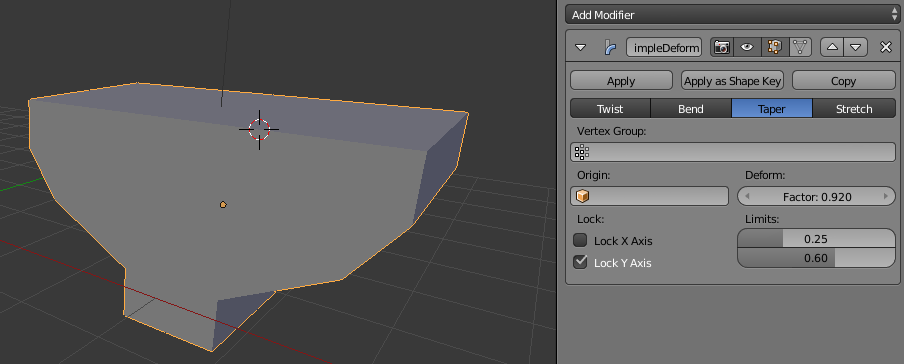 Add Modifier
impleDeform
Apply Apply as Shape Key Copy
Twist Bend Taper Stretch
Vertex Group:
Origin: Deform:
Factor: 0.920
Lock: Limits:
Lock X Axis 0.25
Lock Y Axis 0.60